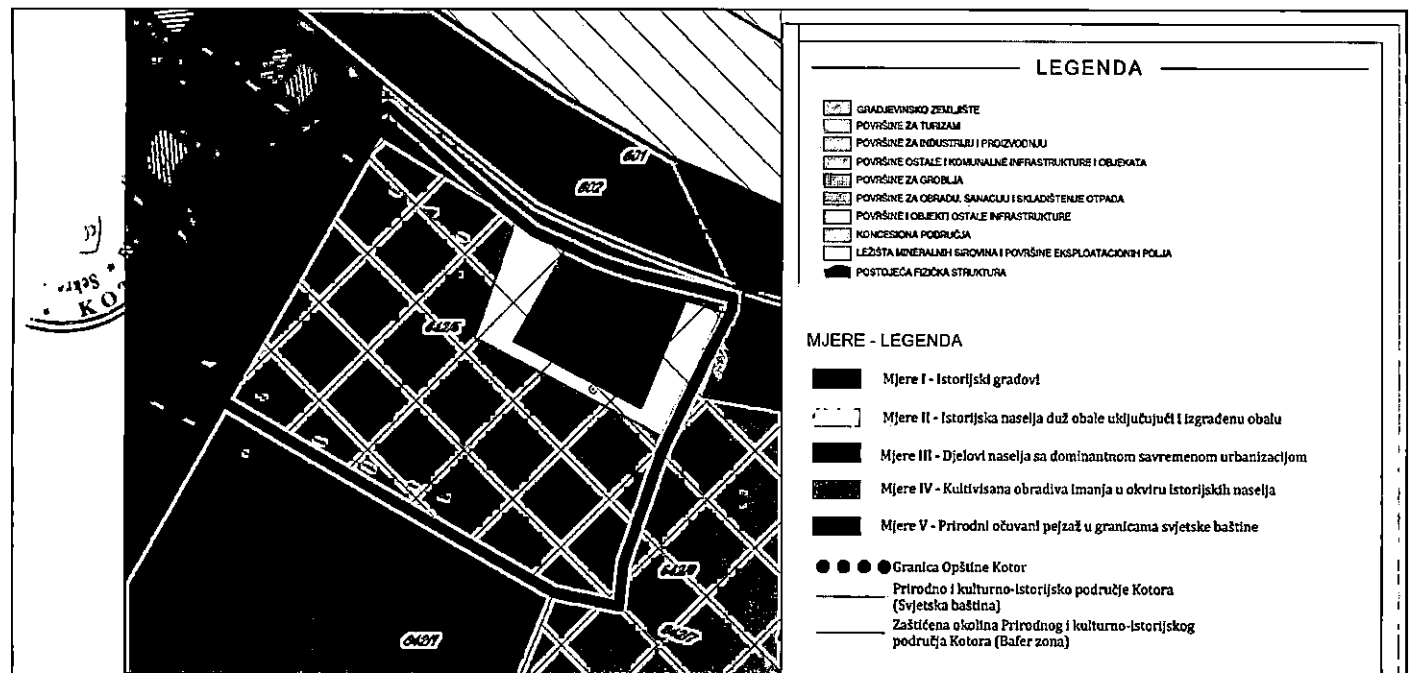 LEGENDA
GRADJEVINSKO ZEMLJIŠTE
POVRŠINE ZA TURIZAM
POVRŠINE ZA INDUSTRIJU I PROIZVODNJU
POVRŠINE OSTALE I KOMUNALNE INFRASTRUKTURE I OBJEKATA
POVRŠINE ZA GROBLJA
POVRŠINE ZA OBRADU, SANACIJU I SKLADIŠTENJE OTPADA
POVRŠINE I OBJEKTI OSTALE INFRASTRUKTURE
KONCESIONA PODRUČJA
LEŽIŠTA MINERALNIH SIROVINA I POVRŠINE EKSPLOATACIONIH POLJA
POSTOJEĆA FIZIČKA STRUKTURA
MJERE - LEGENDA
Mjere I - Istorijski gradovi
Mjere II - Istorijska naselja duž obale uključujući i izgrađenu obalu
Mjere III - Djelovi naselja sa dominantnom savremenom urbanizacijom
Mjere IV - Kultivisana obradiva imanja u okviru istorijskih naselja
Mjere V - Prirodni očuvani pejzaž u granicama svjetske baštine
Granica Opštine Kotor
Prirodno i kulturno-istorijsko područje Kotora
(Svjetska baština)
Zaštićena okolina Prirodnog i kulturno-istorijskog
područja Kotora (Bafer zona)
601
602
642/1
642/7
Sekre
KO